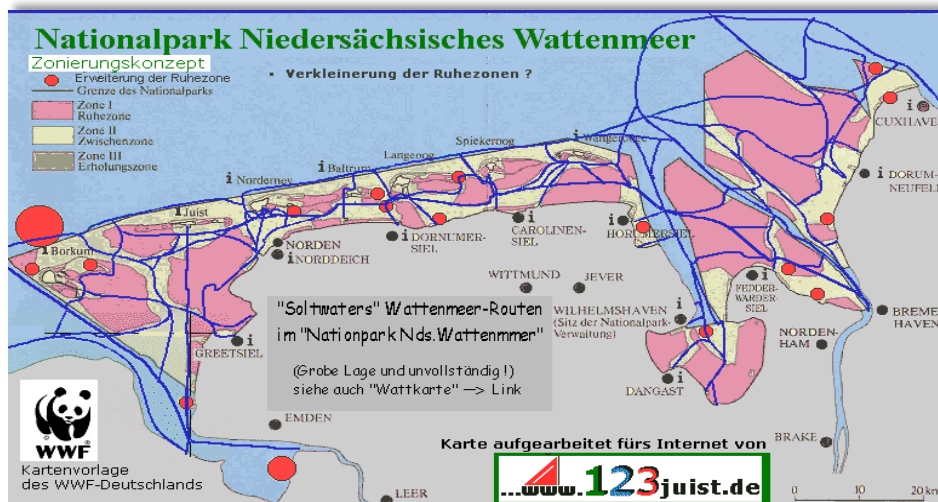 Nationalpark Niedersächsisches Wattenmeer
Zonierungskonzept
Erweiterung der Ruhezone
Grenze des Nationalparks
Zone I
Ruhezone
Zone II
Zwischenzone
Zone III
Erholungszone
• Verkleinerung der Ruhezonen ?
i Wangerooge
Spiekeroog
Langeoog
i Baltrum
i Norderney
i Juist
i Borkum
i CUXHAVE
i DORUM-
NEUFELD
NORDEN
i NORDDEICH
i DORNUMER-
SIEL
i CAROLINEN-
SIEL
i HORUMERSIEL
WITTMUND
JEVER
i WILHELMSHAVEN
(Sitz der Nationalpark-
Verwaltung)
i FEDDER-
WARDER-
SIEL
BREME
HAVEN
NORDEN-
HAM
i GREETSIEL
i DANGAST
EMDEN
BRAKE
LEER
"Soltwaters" Wattenmeer-Routen
im "Nationpark Nds.Wattenmmer"
(Grobe Lage und unvollständig!)
siehe auch "Wattkarte" —> Link
WWF
Kartenvorlage
des WWF-Deutschlands
Karte aufgearbeitet fürs Internet von
...www.123juist.de
0 10 20 km